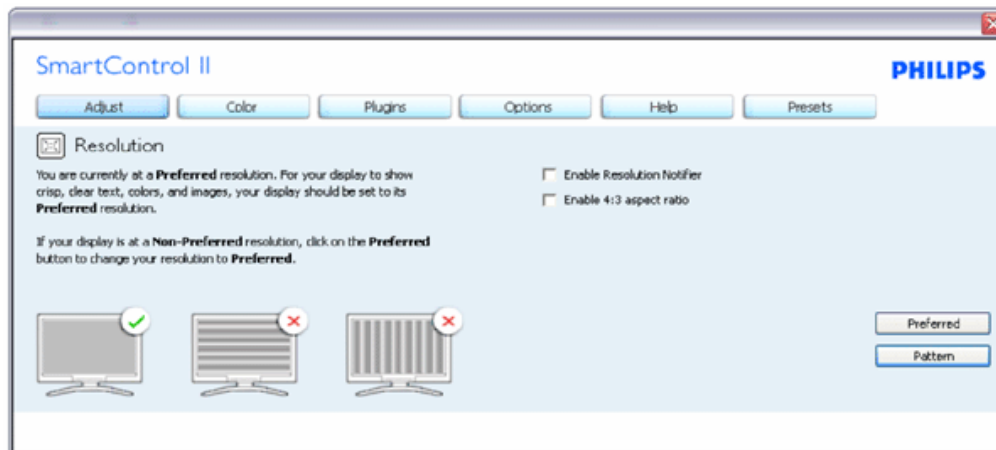 SmartControl II
PHILIPS
Adjust Color Plugins Options Help Presets
Resolution
You are currently at a Preferred resolution. For your display to show
crisp, clear text, colors, and images, your display should be set to its
Preferred resolution.
If your display is at a Non-Preferred resolution, click on the Preferred
button to change your resolution to Preferred.
Enable Resolution Notifier
Enable 4:3 aspect ratio
Preferred
Pattern